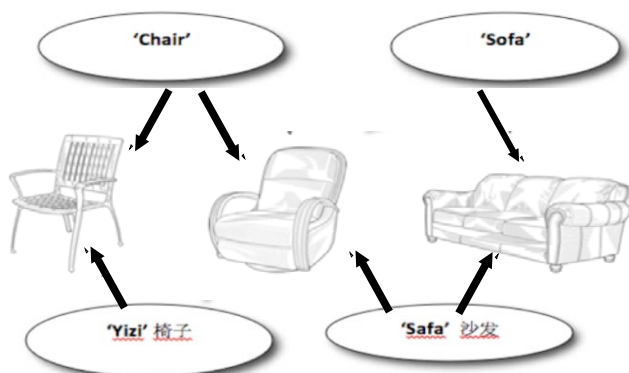 ‘Chair’
‘Sofa’
‘Yizi’ 椅子
‘Safa’ 沙发